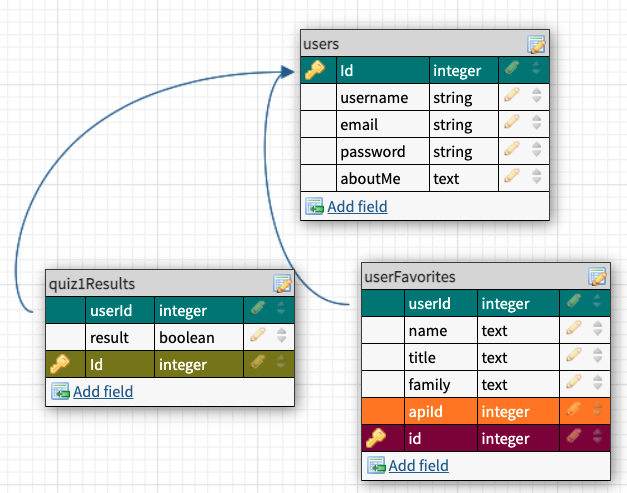 users
Id integer
username string
email string
password string
aboutMe text
Add field
quiz1Results
userId integer
result boolean
Id integer
Add field
userFavorites
userId integer
name text
title text
family text
apiId integer
id integer
Add field